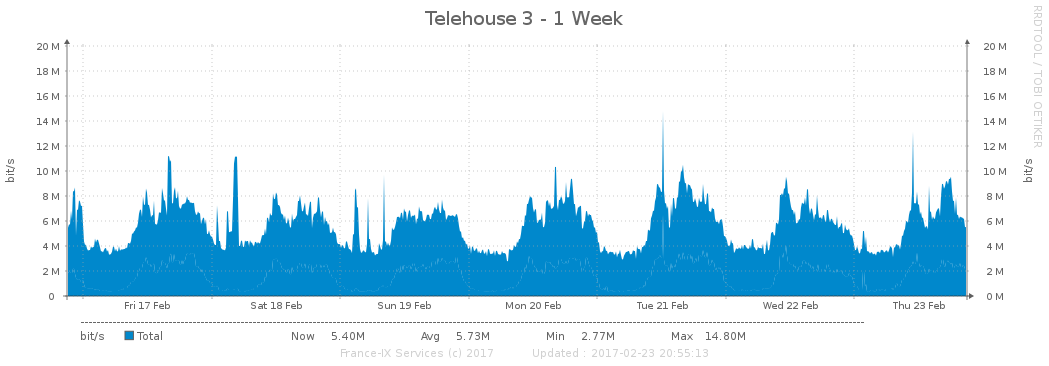 Telehouse 3 - 1 Week
RRDTOOL / TOBI OETIKER
bit/s
20 M 20 M
18 M 18 M
16 M 16 M
14 M 14 M
12 M 12 M
10 M 10 M
8 M 8 M
6 M 6 M
4 M 4 M
2 M 2 M
0 0 M
bit/s
Fri 17 Feb Sat 18 Feb Sun 19 Feb Mon 20 Feb Tue 21 Feb Wed 22 Feb Thu 23 Feb
bit/s Total Now 5.40M Avg 5.73M Min 2.77M Max 14.80M
France-IX Services (c) 2017 Updated : 2017-02-23 20:55:13